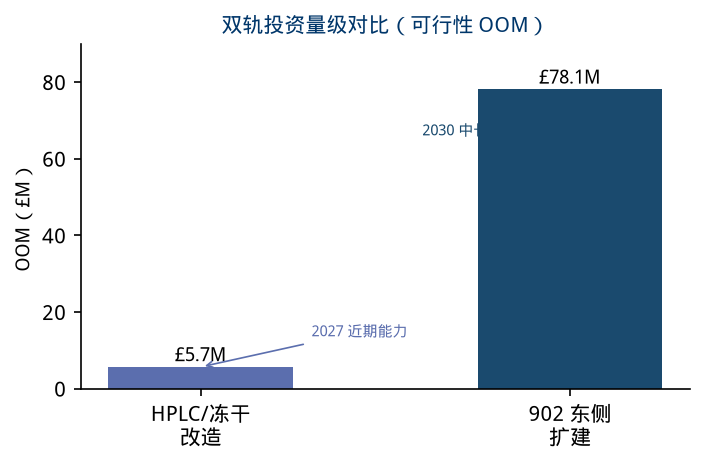 双轨投资量级对比（可行性 OOM）
OOM（£M）
80
60
40
20
0
£78.1M
2030 中
£5.7M
2027 近期能力
HPLC/冻干
改造
902 东侧
扩建